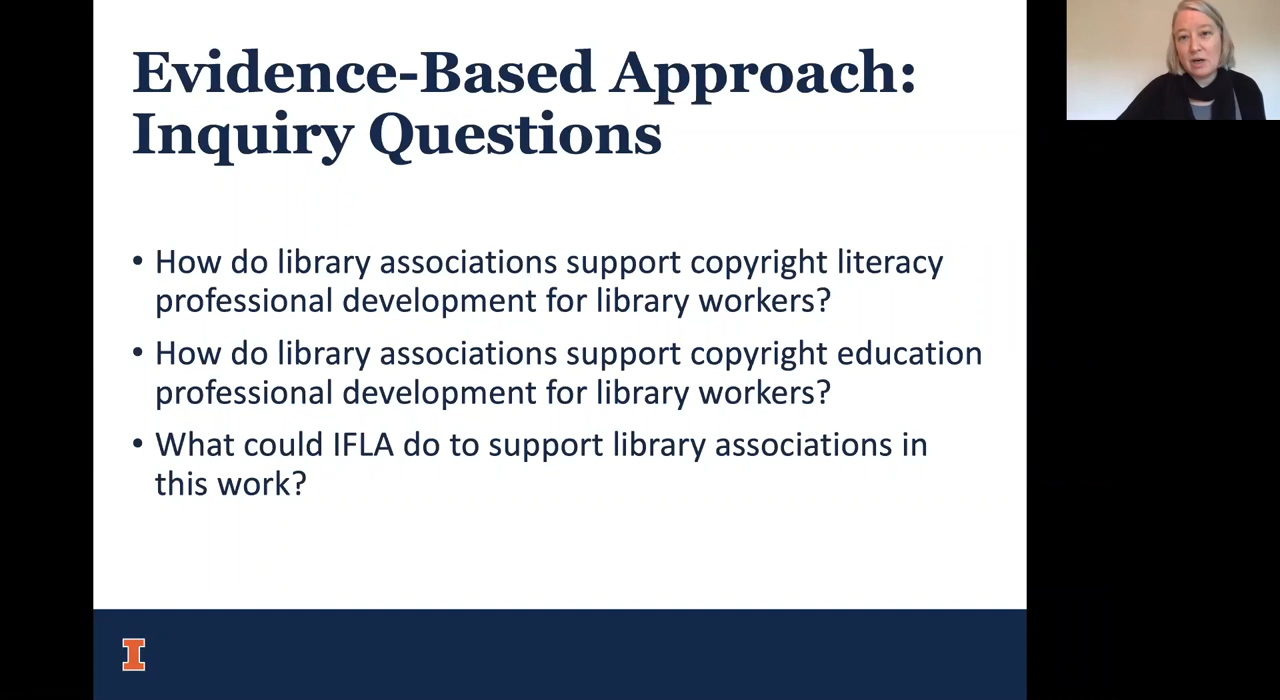 Evidence-Based Approach:
Inquiry Questions
• How do library associations support copyright literacy
professional development for library workers?
• How do library associations support copyright education
professional development for library workers?
• What could IFLA do to support library associations in
this work?
I